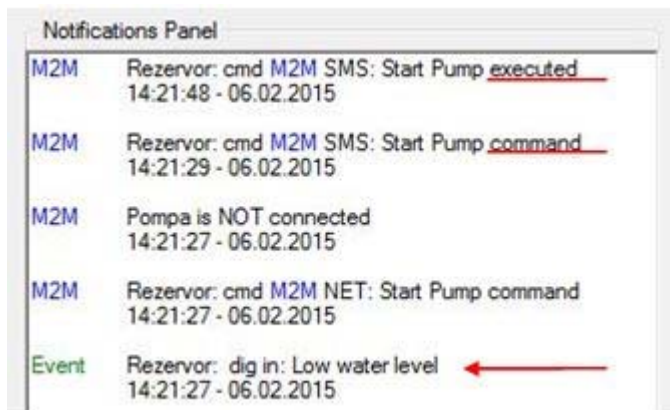 Notifications Panel
M2M Rezervor: cmd M2M SMS: Start Pump executed
14:21:48 - 06.02.2015
M2M Rezervor: cmd M2M SMS: Start Pump command
14:21:29 - 06.02.2015
M2M Pompa is NOT connected
14:21:27 - 06.02.2015
M2M Rezervor: cmd M2M NET: Start Pump command
14:21:27 - 06.02.2015
Event Rezervor: dig in: Low water level
14:21:27 - 06.02.2015